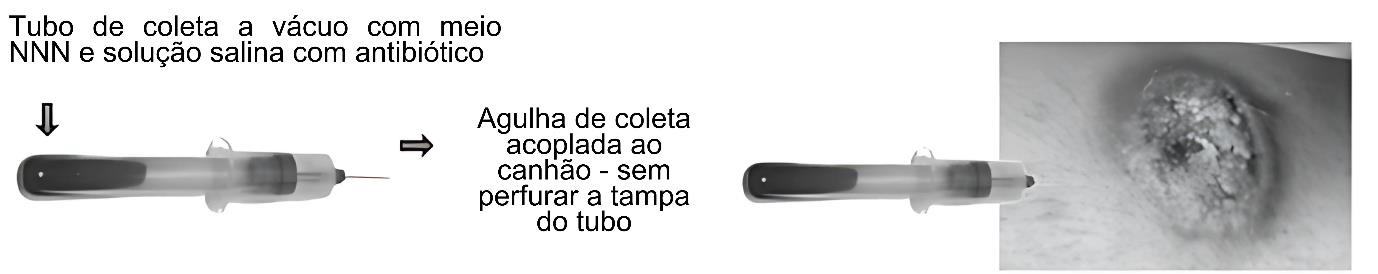 Tubo de coleta a vácuo com meio
NNN e solução salina com antibiótico
Agulha de coleta
acoplada ao
canhão - sem
perfurar a tampa
do tubo